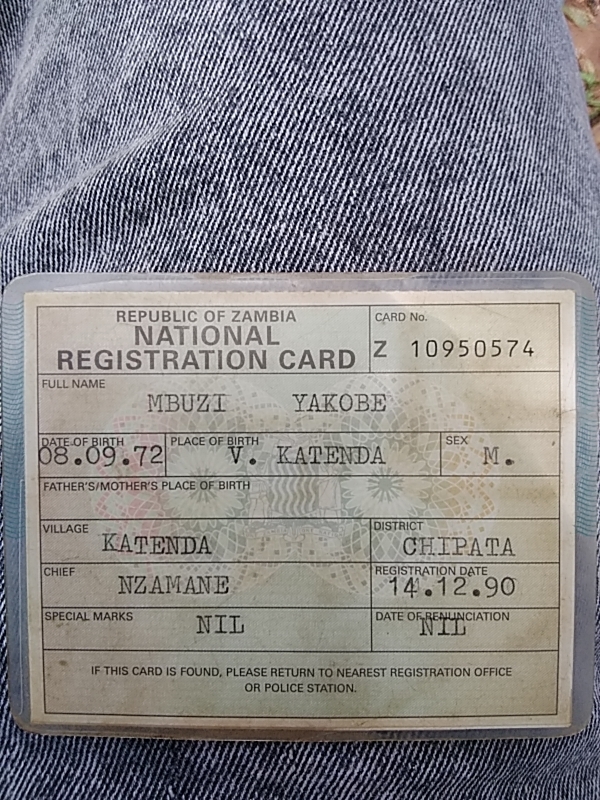 REPUBLIC OF ZAMBIA
NATIONAL
REGISTRATION CARD
CARD No.
Z 10950574
FULL NAME
MBUZI YAKOBE
DATE OF BIRTH
08.09.72
PLACE OF BIRTH
V. KATENDA
SEX
M.
FATHER'S/MOTHER'S PLACE OF BIRTH
VILLAGE
KATENDA
DISTRICT
CHIPATA
CHIEF
NZAMANE
REGISTRATION DATE
14.12.90
SPECIAL MARKS
NIL
DATE OF RENUNCIATION
NIL
IF THIS CARD IS FOUND, PLEASE RETURN TO NEAREST REGISTRATION OFFICE
OR POLICE STATION.